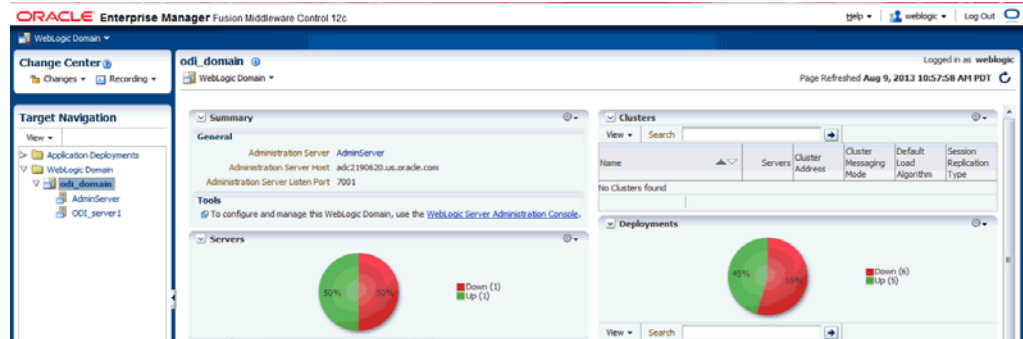 ORACLE Enterprise Manager Fusion Middleware Control 12c
Help weblogic Log Out
WebLogic Domain
Change Center
Changes Recording
odi_domain
WebLogic Domain
Logged in as weblogic
Page Refreshed Aug 9, 2013 10:57:58 AM PDT
Target Navigation
View
Application Deployments
WebLogic Domain
odi_domain
AdminServer
ODI_server1
Summary
General
Administration Server AdminServer
Administration Server Host adc2190620.us.oracle.com
Administration Server Listen Port 7001
Tools
To configure and manage this WebLogic Domain, use the WebLogic Server Administration Console.
Servers
50% 50%
Down (1)
Up (1)
Clusters
View Search
Name Servers Cluster Address Cluster Messaging Mode Default Load Algorithm Session Replication Type
No Clusters found
Deployments
45% 55%
Down (6)
Up (5)
View Search